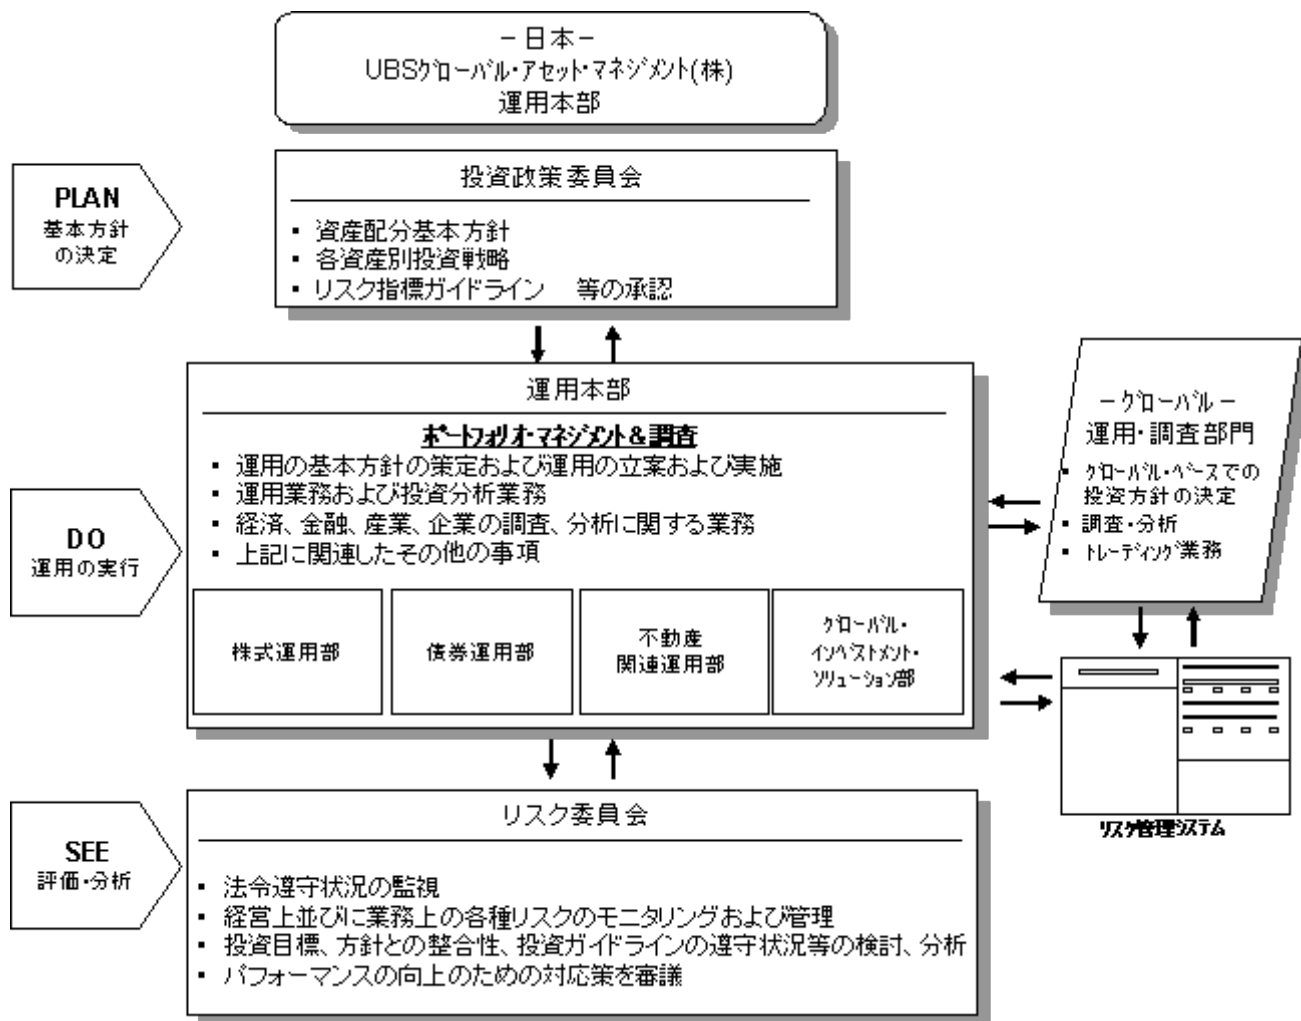 －日本－
UBSｸﾞﾛｰﾊﾞﾙ･ｱｾｯﾄ･ﾏﾈｼﾞﾒﾝﾄ(株)
運用本部
PLAN
基本方針
の決定
投資政策委員会
▪ 資産配分基本方針
▪ 各資産別投資戦略
▪ リスク指標ガイドライン　等の承認
DO
運用の実行
運用本部
ﾎﾟｰﾄﾌｫﾘｵ･ﾏﾈｼﾞﾒﾝﾄ＆調査
▪ 運用の基本方針の策定および運用の立案および実施
▪ 運用業務および投資分析業務
▪ 経済、金融、産業、企業の調査、分析に関する業務
▪ 上記に関連したその他の事項
株式運用部
債券運用部
不動産
関連運用部
ｸﾞﾛｰﾊﾞﾙ･
ｲﾝﾍﾞｽﾄﾒﾝﾄ･
ｿﾘｭｰｼｮﾝ部
－ｸﾞﾛｰﾊﾞﾙ－
運用･調査部門
▪ ｸﾞﾛｰﾊﾞﾙ･ﾍﾞｰｽでの
投資方針の決定
▪ 調査･分析
▪ ﾄﾚｰﾃﾞｨﾝｸﾞ業務
ﾘｽｸ管理ｼｽﾃﾑ
SEE
評価･分析
リスク委員会
▪ 法令遵守状況の監視
▪ 経営上並びに業務上の各種リスクのモニタリングおよび管理
▪ 投資目標、方針との整合性、投資ガイドラインの遵守状況等の検討、分析
▪ パフォーマンスの向上のための対応策を審議